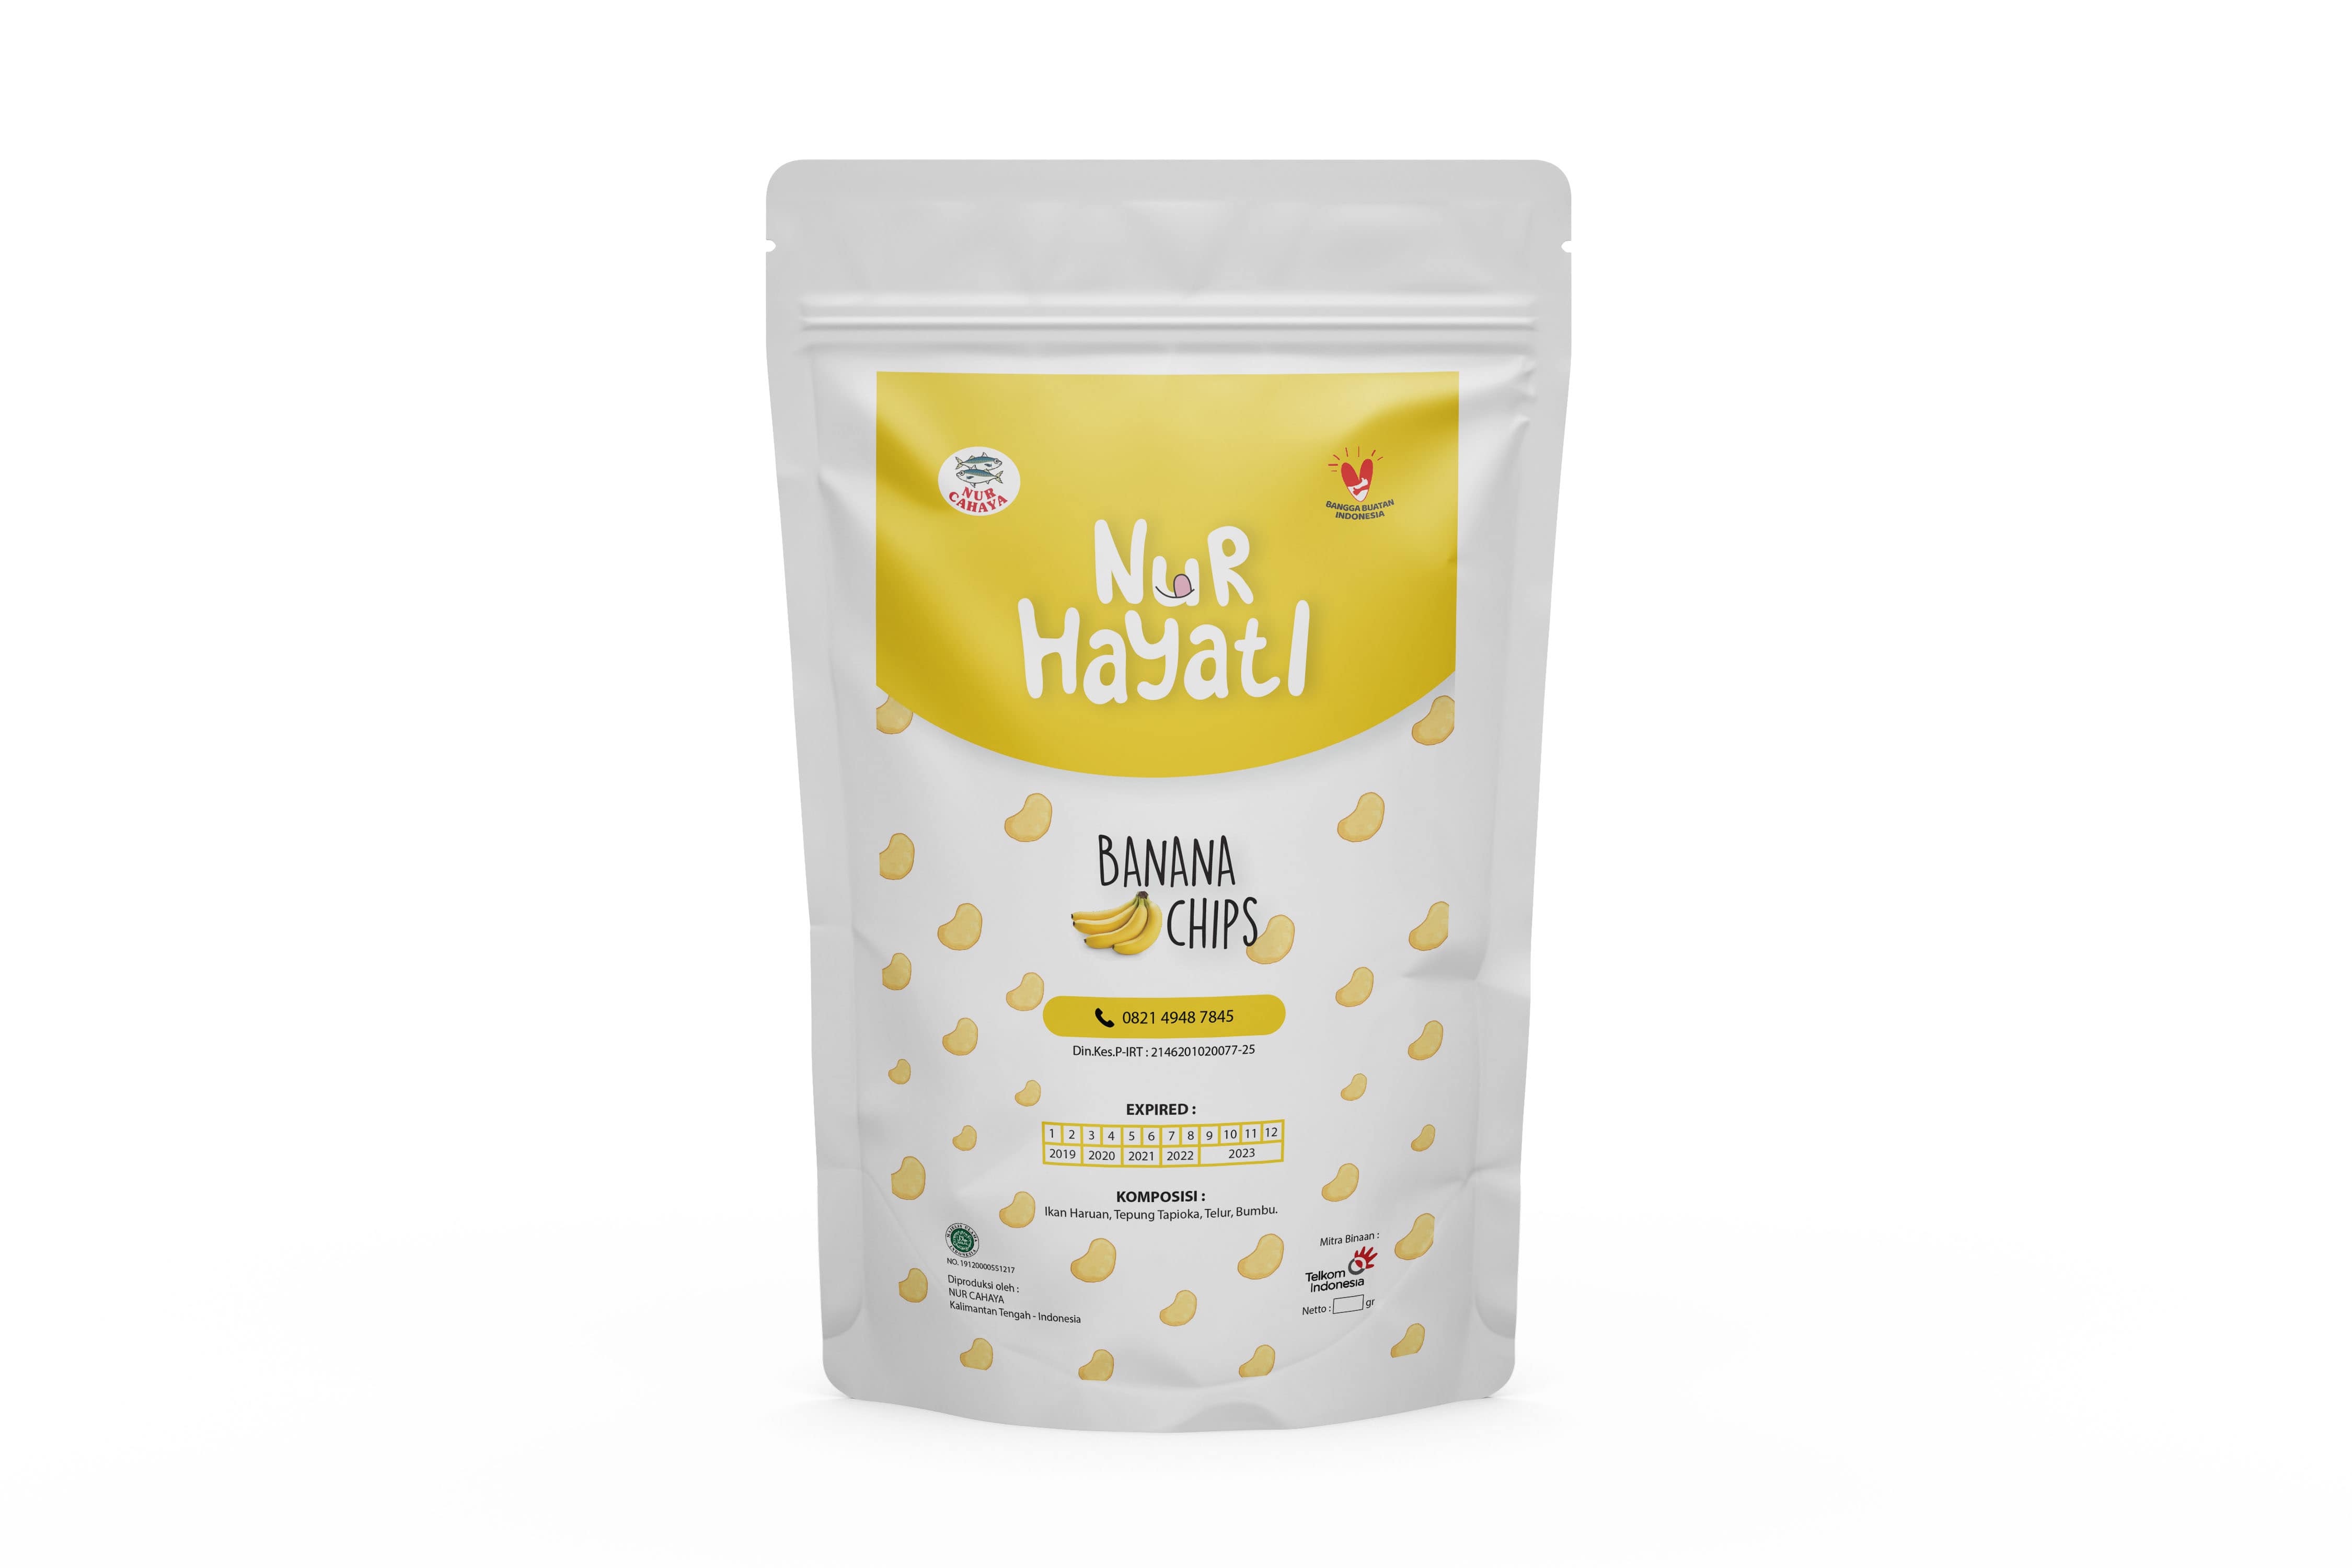 NUR
CAHAYA
BANGGA BUATAN
INDONESIA
NuR
HayatI
BANANA
CHIPS
0821 4948 7845
Din.Kes.P-IRT : 2146201020077-25
EXPIRED :
1 2 3 4 5 6 7 8 9 10 11 12
2019 2020 2021 2022 2023
KOMPOSISI :
Ikan Haruan, Tepung Tapioka, Telur, Bumbu.
MAJELIS ULAMA
INDONESIA
NO. 19120000551217
Diproduksi oleh :
NUR CAHAYA
Kalimantan Tengah - Indonesia
Mitra Binaan :
Telkom
Indonesia
Netto : gr